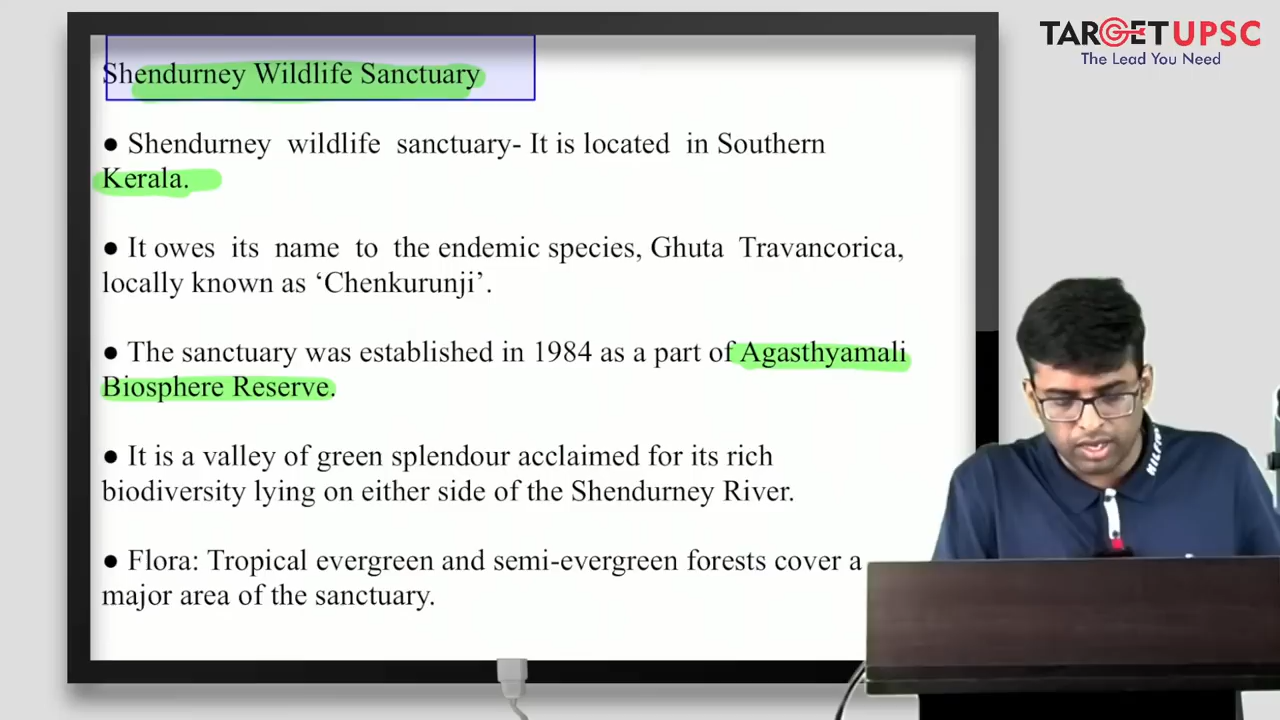 TARGET UPSC
The Lead You Need
Shendurney Wildlife Sanctuary
● Shendurney wildlife sanctuary- It is located in Southern
Kerala.
● It owes its name to the endemic species, Ghuta Travancorica,
locally known as ‘Chenkurunji’.
● The sanctuary was established in 1984 as a part of Agasthyamali
Biosphere Reserve.
● It is a valley of green splendour acclaimed for its rich
biodiversity lying on either side of the Shendurney River.
● Flora: Tropical evergreen and semi-evergreen forests cover a
major area of the sanctuary.